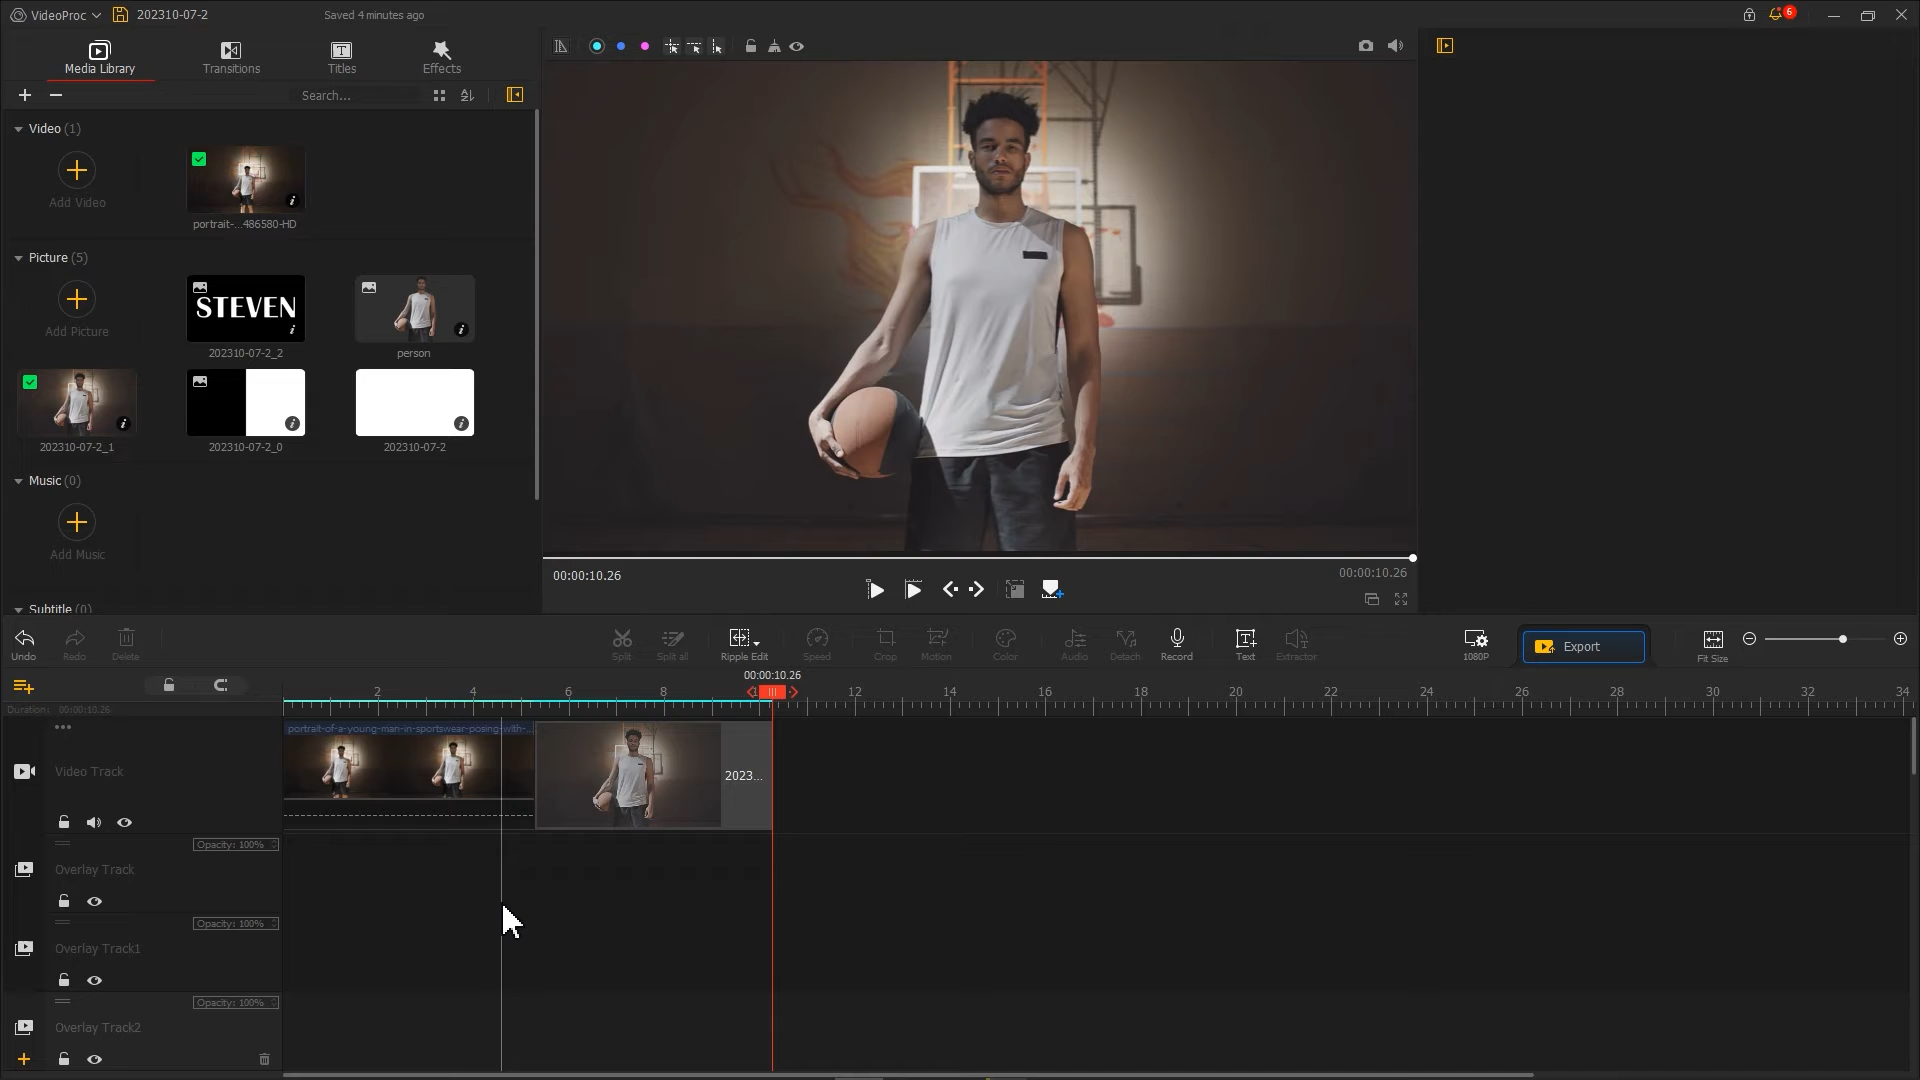 VideoProc
202310-07-2
Saved 4 minutes ago
6
Media Library
Transitions
Titles
Effects
Search...
Video (1)
Add Video
portrait-...486580-HD
Picture (5)
Add Picture
STEVEN
202310-07-2_2
person
202310-07-2_1
202310-07-2_0
202310-07-2
Music (0)
Add Music
Subtitle (0)
00:00:10.26
00:00:10.26
Undo
Redo
Delete
Split
Split all
Ripple Edit
Speed
Crop
Motion
Color
Audio
Detach
Record
Text
Extractor
1080P
Export
Fit Size
00:00:10.26
2 4 6 8 12 14 16 18 20 22 24 26 28 30 32 34
Duration: 00:00:10.26
portrait-of-a-young-man-in-sportswear-posing-with-...
Video Track
2023...
Opacity: 100%
Overlay Track
Opacity: 100%
Overlay Track1
Opacity: 100%
Overlay Track2